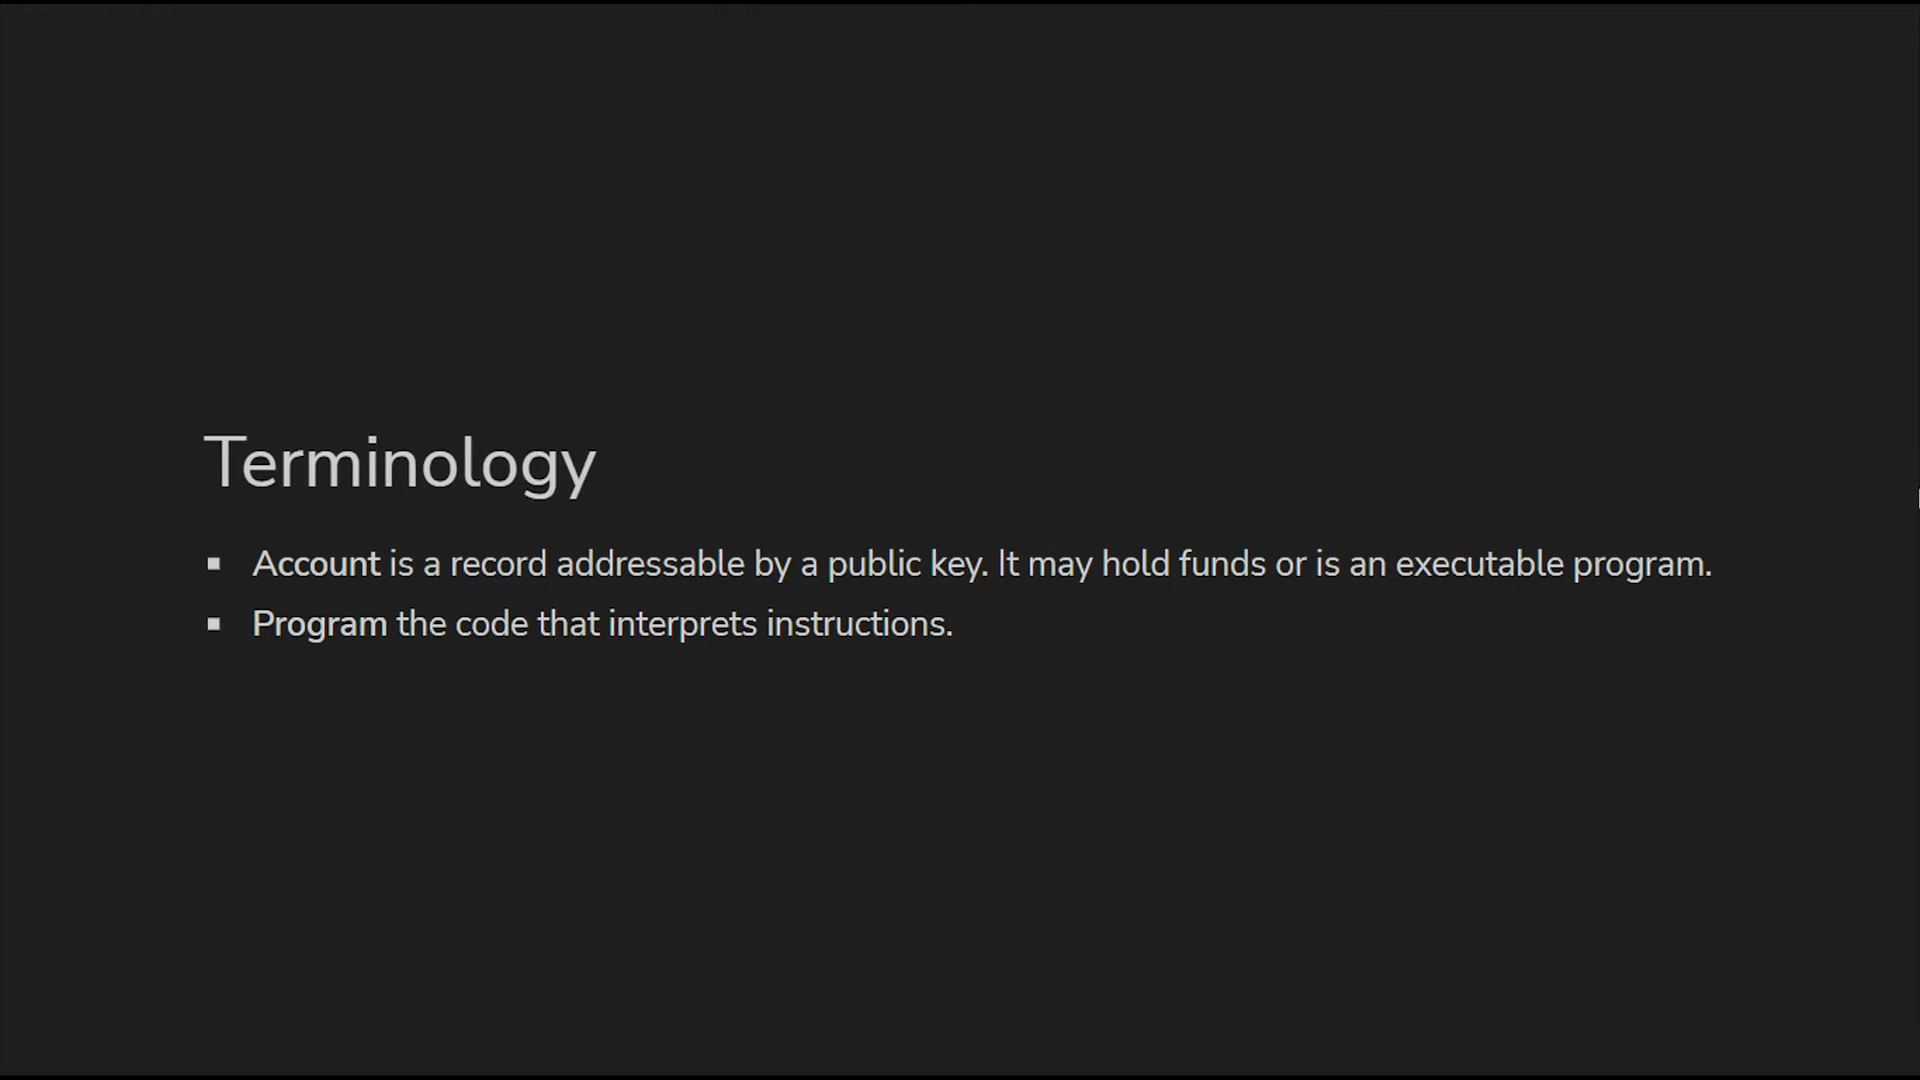 Terminology
Account is a record addressable by a public key. It may hold funds or is an executable program.
Program the code that interprets instructions.